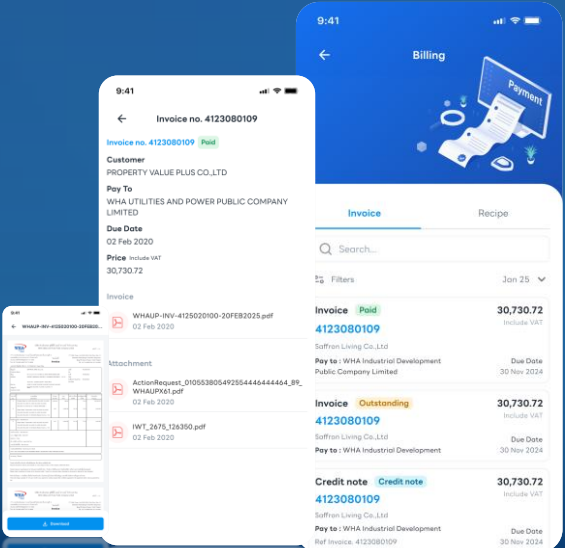 9:41
Billing
Payment
Invoice
Recipe
Search...
Filters
Jan 25
Invoice Paid
30,730.72
Include VAT
4123080109
Saffron Living Co.,Ltd
Pay to : WHA Industrial Development
Public Company Limited
Due Date
30 Nov 2024
Invoice Outstanding
30,730.72
Include VAT
4123080109
Saffron Living Co.,Ltd
Pay to : WHA Industrial Development
Due Date
30 Nov 2024
Credit note Credit note
30,730.72
Include VAT
4123080109
Saffron Living Co.,Ltd
Pay to : WHA Industrial Development
Ref Invoice. 4123080109
Due Date
30 Nov 2024
9:41
Invoice no. 4123080109
Invoice no. 4123080109 Paid
Customer
PROPERTY VALUE PLUS CO.,LTD
Pay To
WHA UTILITIES AND POWER PUBLIC COMPANY
LIMITED
Due Date
02 Feb 2020
Price Include VAT
30,730.72
Invoice
WHAUP-INV-4125020100-20FEB2025.pdf
02 Feb 2020
Attachment
ActionRequest_010553805492554446444464_89_
WHAUPX61.pdf
02 Feb 2020
IWT_2675_126350.pdf
02 Feb 2020
9:41
WHAUP-INV-4125020100-20FEB20...
Download